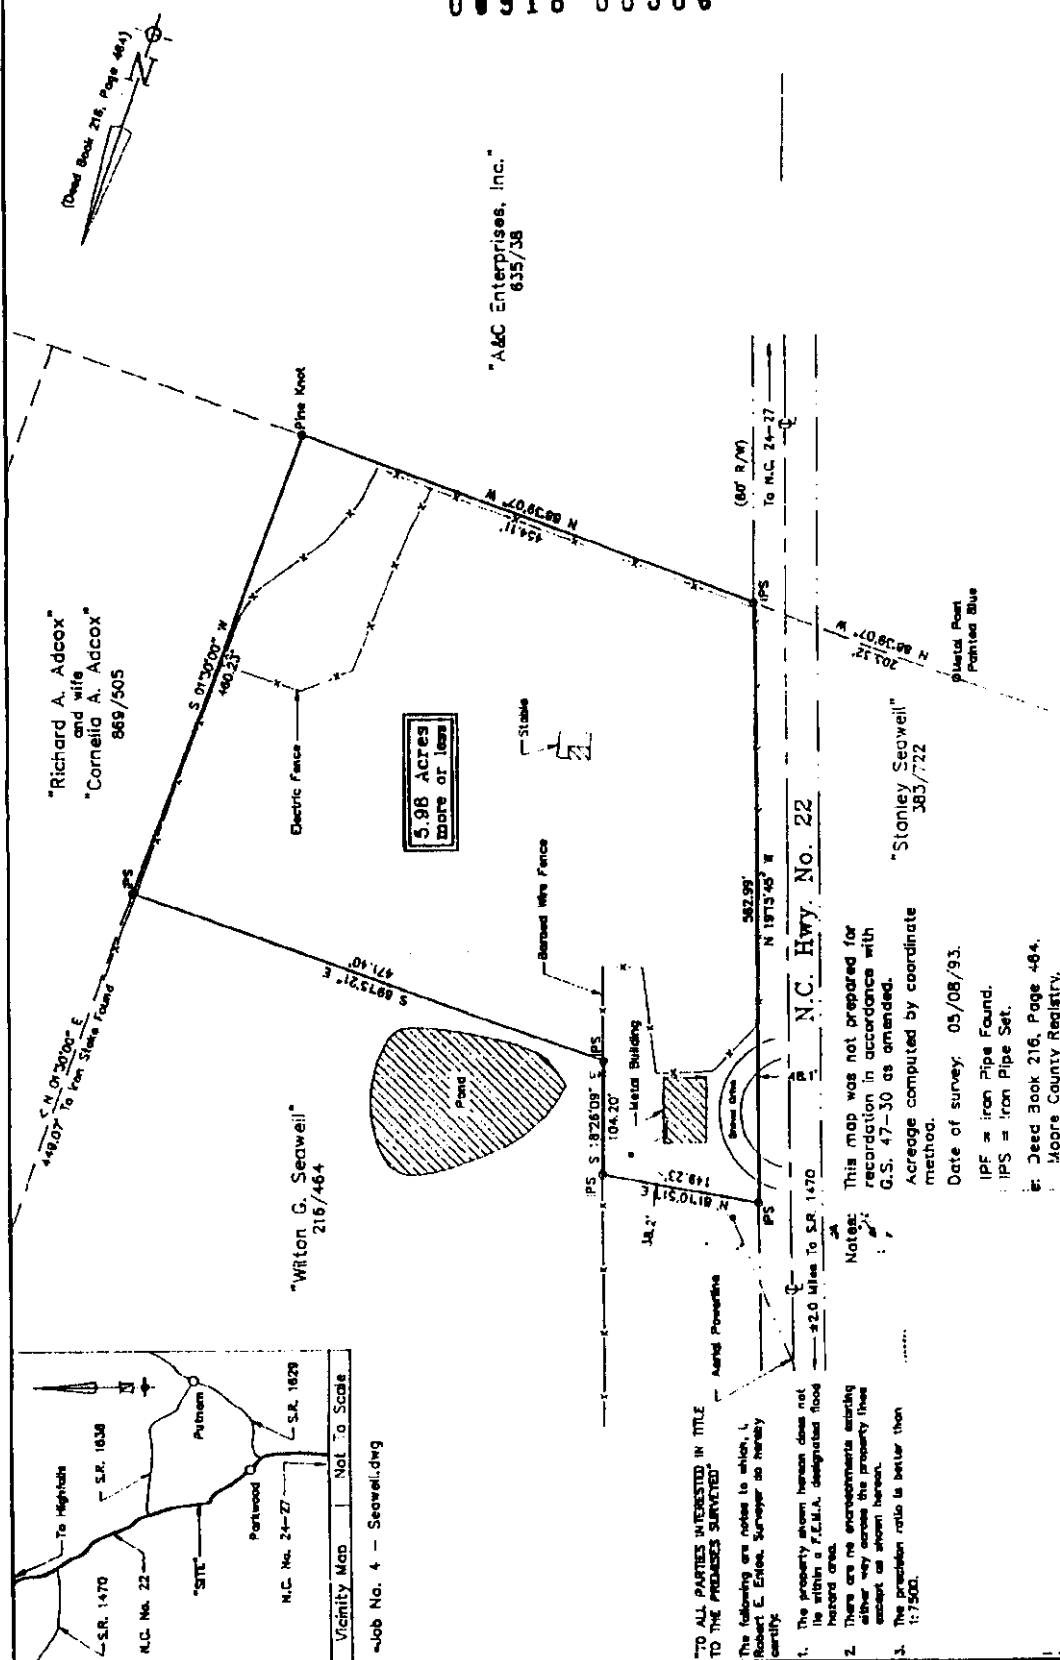 (Deed Book 216, Page 464)
N
"A&C Enterprises, Inc."
635/38
"Richard A. Adcox"
and wife
"Cornelia A. Adcox"
869/505
Pine Knot
S 01°30'00" W
460.23'
N 88°39'07" W
454.11'
Electric Fence
5.98 Acres
more or less
Stable
IPS
N 01°30'00" E
449.07' To Iron Stake Found
S 89°13'21" E
471.40'
Barbed Wire Fence
Pond
"Wilton G. Seawell"
216/464
IPS
S 18°26'09" E
104.20'
IPS
Metal Building
Gravel Drive
N 81°10'51" E
149.23'
38.2'
IPS
48.1'
562.99'
N 19°15'45" W
IPS
(60' R/W)
To N.C. 24-27
N.C. Hwy. No. 22
±2.0 Miles To S.R. 1470
Aerial Powerline
N 88°39'07" W
203.32'
Metal Post
Painted Blue
"Stanley Seawell"
383/722
Notes:
This map was not prepared for
recordation in accordance with
G.S. 47-30 as amended.
Acreage computed by coordinate
method.
Date of survey: 05/08/93.
IPF = Iron Pipe Found.
IPS = Iron Pipe Set.
Deed Book 216, Page 464,
Moore County Registry.
To Highfalls
S.R. 1470
S.R. 1638
N.C. No. 22
"SITE"
Putnam
Parkwood
S.R. 1629
N.C. No. 24-27
N
Vicinity Map
Not To Scale
Job No. 4 - Seawell.dwg
"TO ALL PARTIES INTERESTED IN TITLE
TO THE PREMISES SURVEYED"
The following are notes to which, I,
Robert E. Enloe, Surveyor do hereby
certify:
1. The property shown hereon does not
lie within a F.E.M.A. designated flood
hazard area.
2. There are no encroachments existing
either way across the property lines
except as shown hereon.
3. The precision ratio is better than
1:7500.